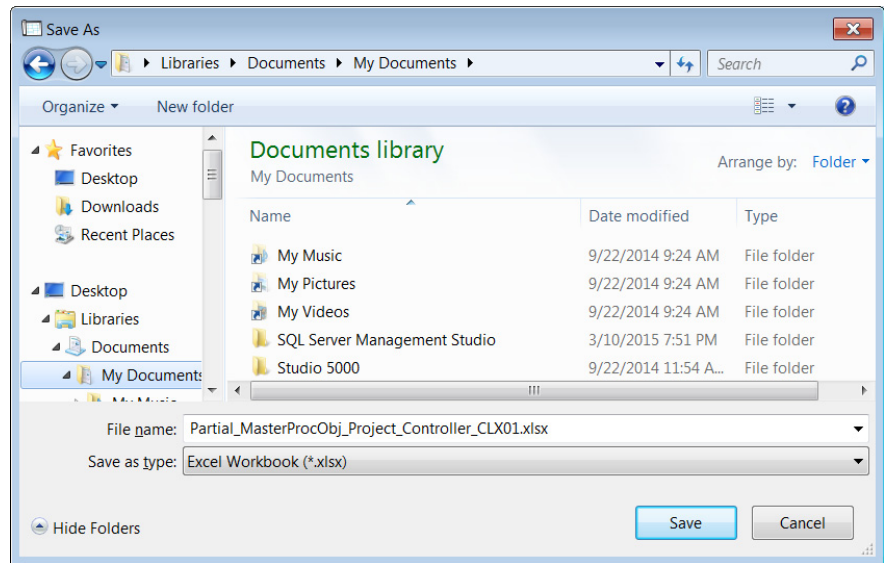 Save As
Libraries Documents My Documents Search
Organize New folder
Favorites
Desktop
Downloads
Recent Places
Desktop
Libraries
Documents
My Documents
My Music
Documents library
My Documents
Arrange by: Folder
Name Date modified Type
My Music 9/22/2014 9:24 AM File folder
My Pictures 9/22/2014 9:24 AM File folder
My Videos 9/22/2014 9:24 AM File folder
SQL Server Management Studio 3/10/2015 7:51 PM File folder
Studio 5000 9/22/2014 11:54 A... File folder
File name: Partial_MasterProcObj_Project_Controller_CLX01.xlsx
Save as type: Excel Workbook (*.xlsx)
Hide Folders Save Cancel